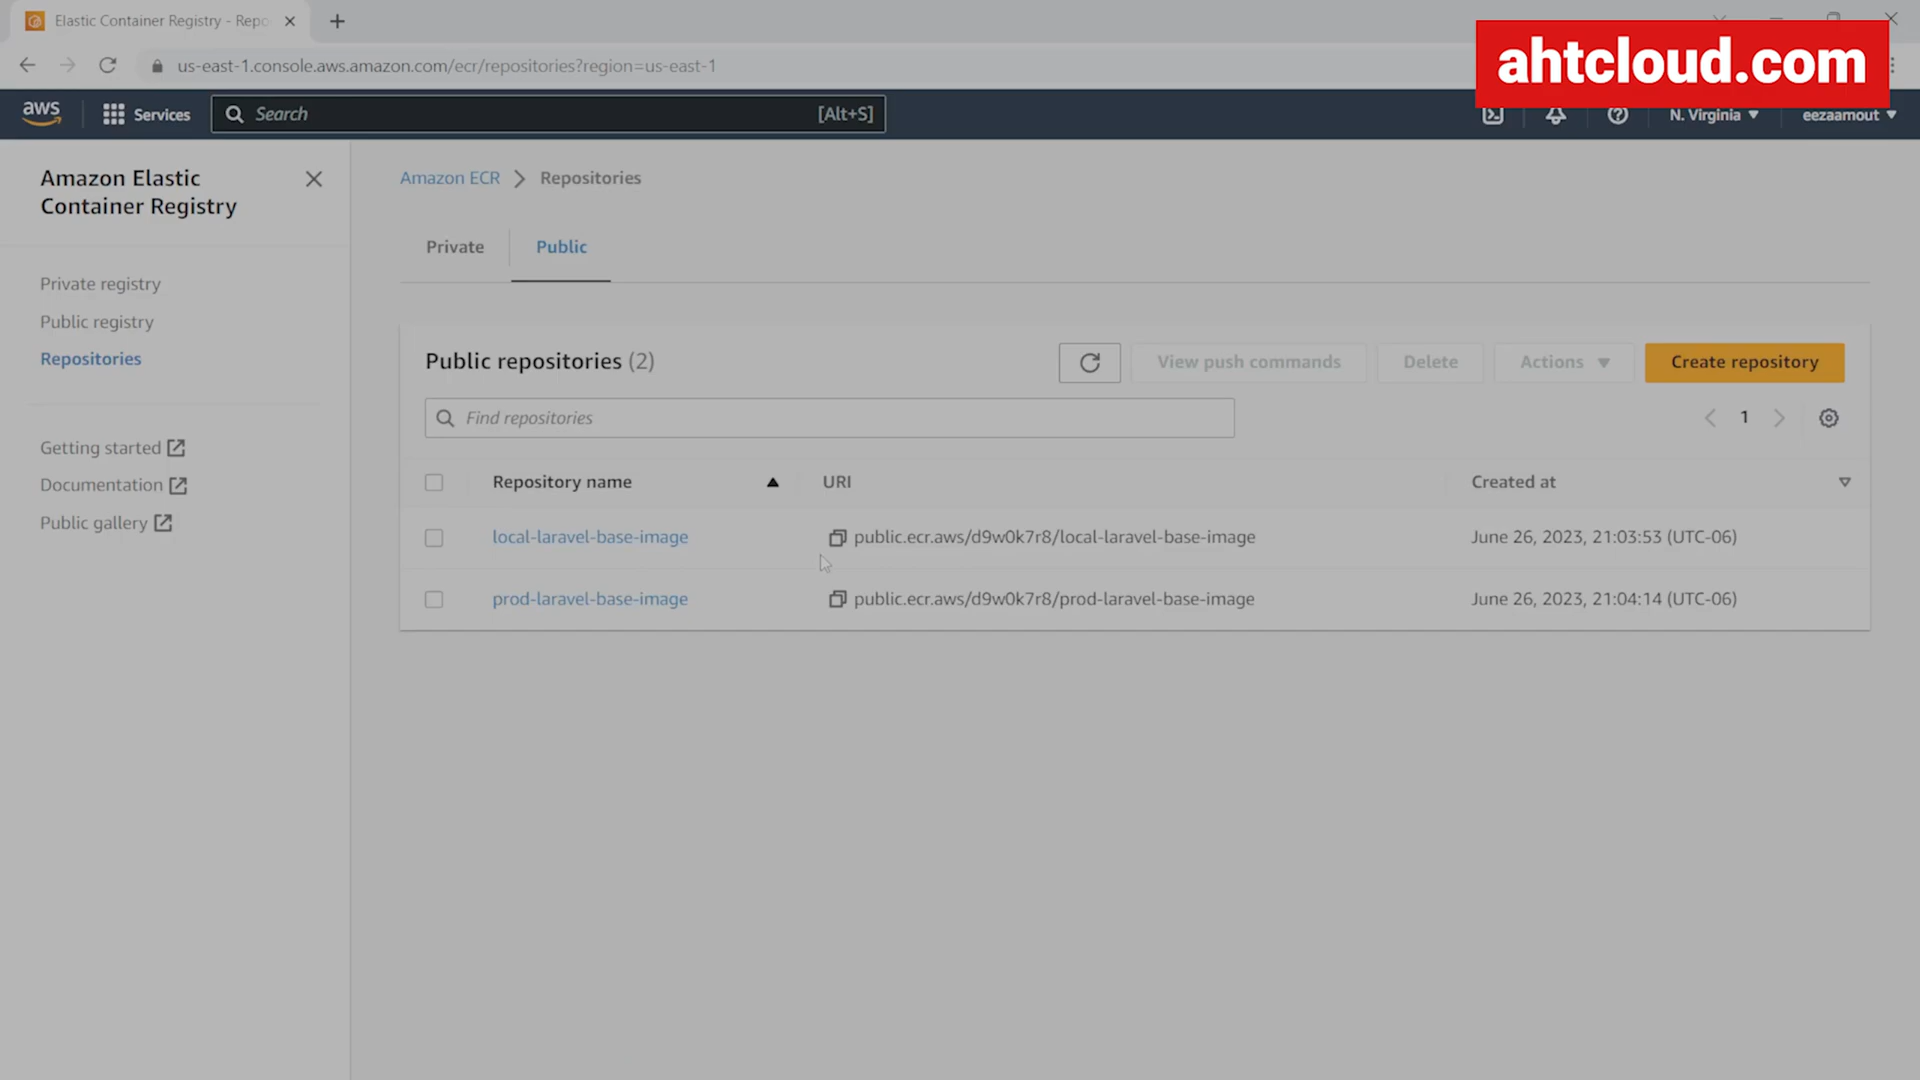 Elastic Container Registry - Repo
ahtcloud.com
us-east-1.console.aws.amazon.com/ecr/repositories?region=us-east-1
aws
Services
Search
[Alt+S]
N. Virginia
eezaamout
Amazon Elastic
Container Registry
Private registry
Public registry
Repositories
Getting started
Documentation
Public gallery
Amazon ECR
Repositories
Private
Public
Public repositories (2)
View push commands
Delete
Actions
Create repository
Find repositories
1
Repository name
URI
Created at
local-laravel-base-image
public.ecr.aws/d9w0k7r8/local-laravel-base-image
June 26, 2023, 21:03:53 (UTC-06)
prod-laravel-base-image
public.ecr.aws/d9w0k7r8/prod-laravel-base-image
June 26, 2023, 21:04:14 (UTC-06)